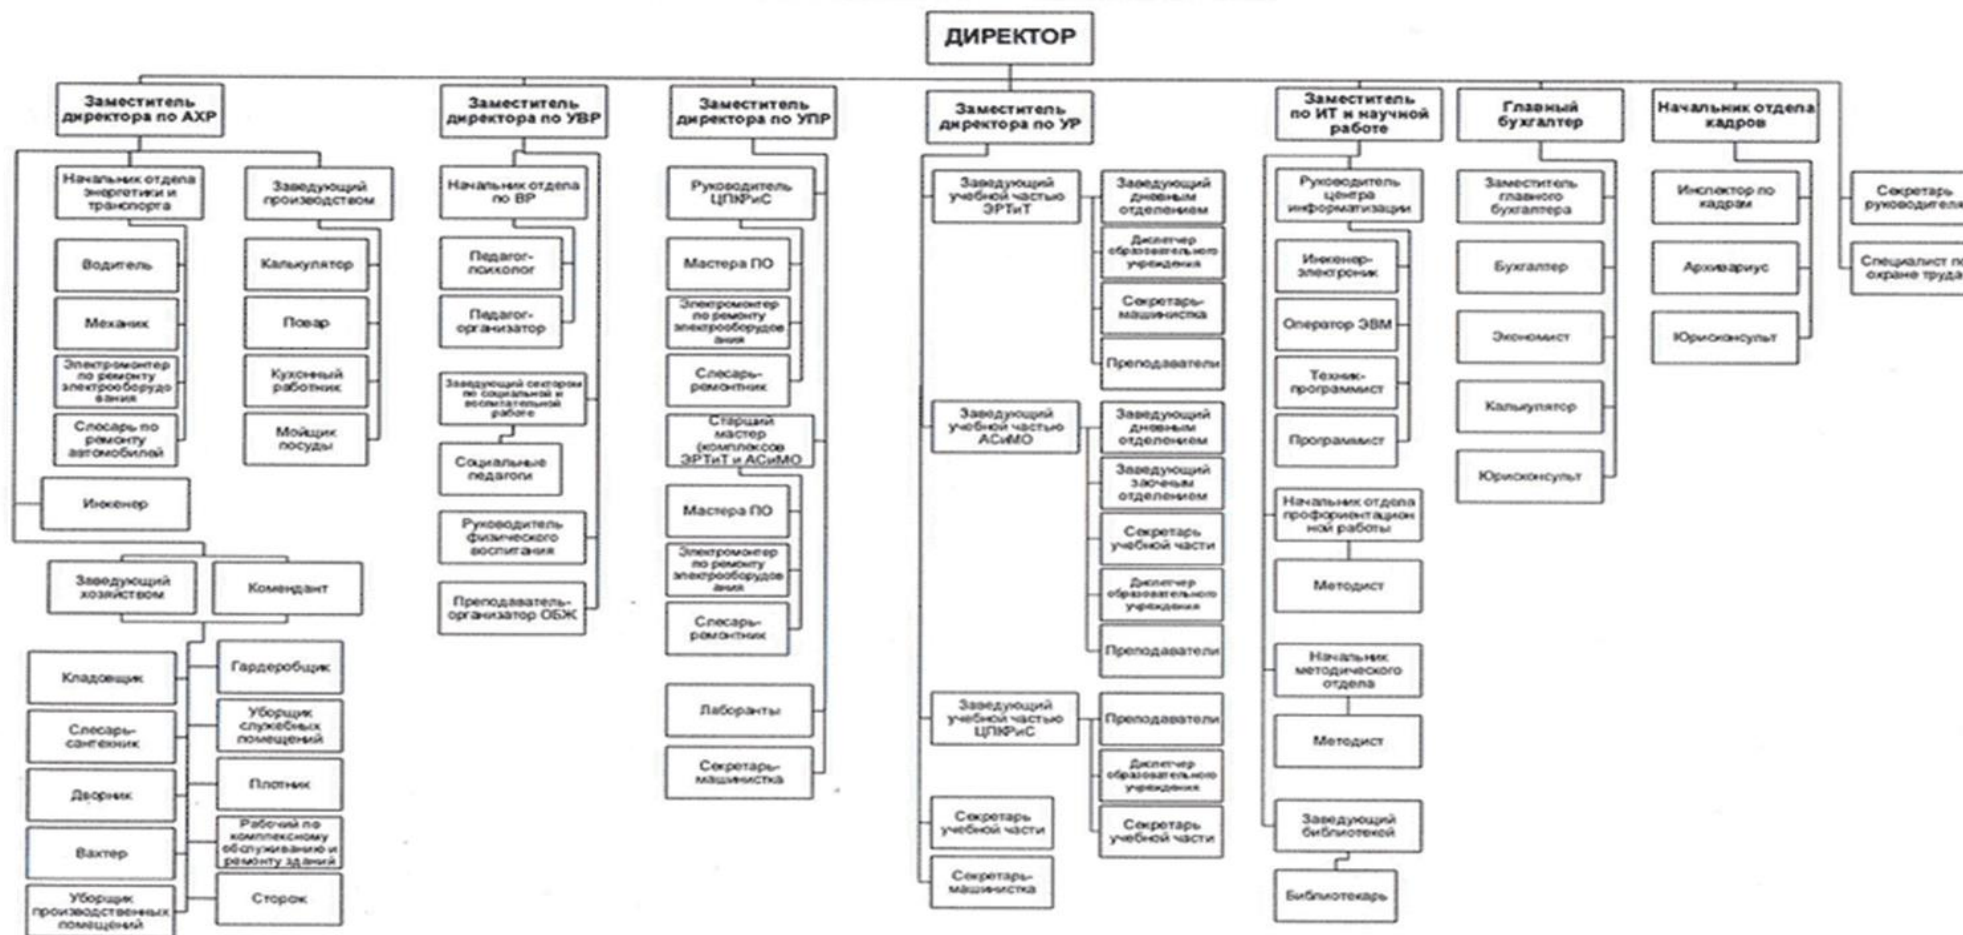 ДИРЕКТОР
Заместитель
директора по АХР
Начальник отдела
энергетики и
транспорта
Водитель
Механик
Электромонтер
по ремонту
электрооборудо
вания
Слесарь по
ремонту
автомобилей
Заведующий
производством
Калькулятор
Повар
Кухонный
работник
Мойщик
посуды
Инженер
Заведующий
хозяйством
Комендант
Кладовщик
Слесарь-
сантехник
Дворник
Вахтер
Уборщик
производственных
помещений
Гардеробщик
Уборщик
служебных
помещений
Плотник
Рабочий по
комплексному
обслуживанию и
ремонту зданий
Сторож
Заместитель
директора по УВР
Начальник отдела
по ВР
Педагог-
психолог
Педагог-
организатор
Заведующий сектором
по социальной и
воспитательной
работе
Социальные
педагоги
Руководитель
физического
воспитания
Преподаватель-
организатор ОБЖ
Заместитель
директора по УПР
Руководитель
ЦПКРиС
Мастера ПО
Электромонтер
по ремонту
электрооборудов
ания
Слесарь-
ремонтник
Старший
мастер
(комплексов
ЭРТиТ и АСиМО
Мастера ПО
Электромонтер
по ремонту
электрооборудов
ания
Слесарь-
ремонтник
Лаборанты
Секретарь-
машинистка
Заместитель
директора по УР
Заведующий
учебной частью
ЭРТиТ
Заведующий
дневным
отделением
Диспетчер
образовательного
учреждения
Секретарь-
машинистка
Преподаватели
Заведующий
учебной частью
АСиМО
Заведующий
дневным
отделением
Заведующий
заочным
отделением
Секретарь
учебной части
Диспетчер
образовательного
учреждения
Преподаватели
Заведующий
учебной частью
ЦПКРиС
Преподаватели
Диспетчер
образовательного
учреждения
Секретарь
учебной части
Секретарь
учебной части
Секретарь-
машинистка
Заместитель
по ИТ и научной
работе
Руководитель
центра
информатизации
Инженер-
электроник
Оператор ЭВМ
Техник-
программист
Программист
Начальник отдела
профориентацион
ной работы
Методист
Начальник
методического
отдела
Методист
Заведующий
библиотекой
Библиотекарь
Главный
бухгалтер
Заместитель
главного
бухгалтера
Бухгалтер
Экономист
Калькулятор
Юрисконсульт
Начальник отдела
кадров
Инспектор по
кадрам
Архивариус
Юрисконсульт
Секретарь
руководителя
Специалист по
охране труда